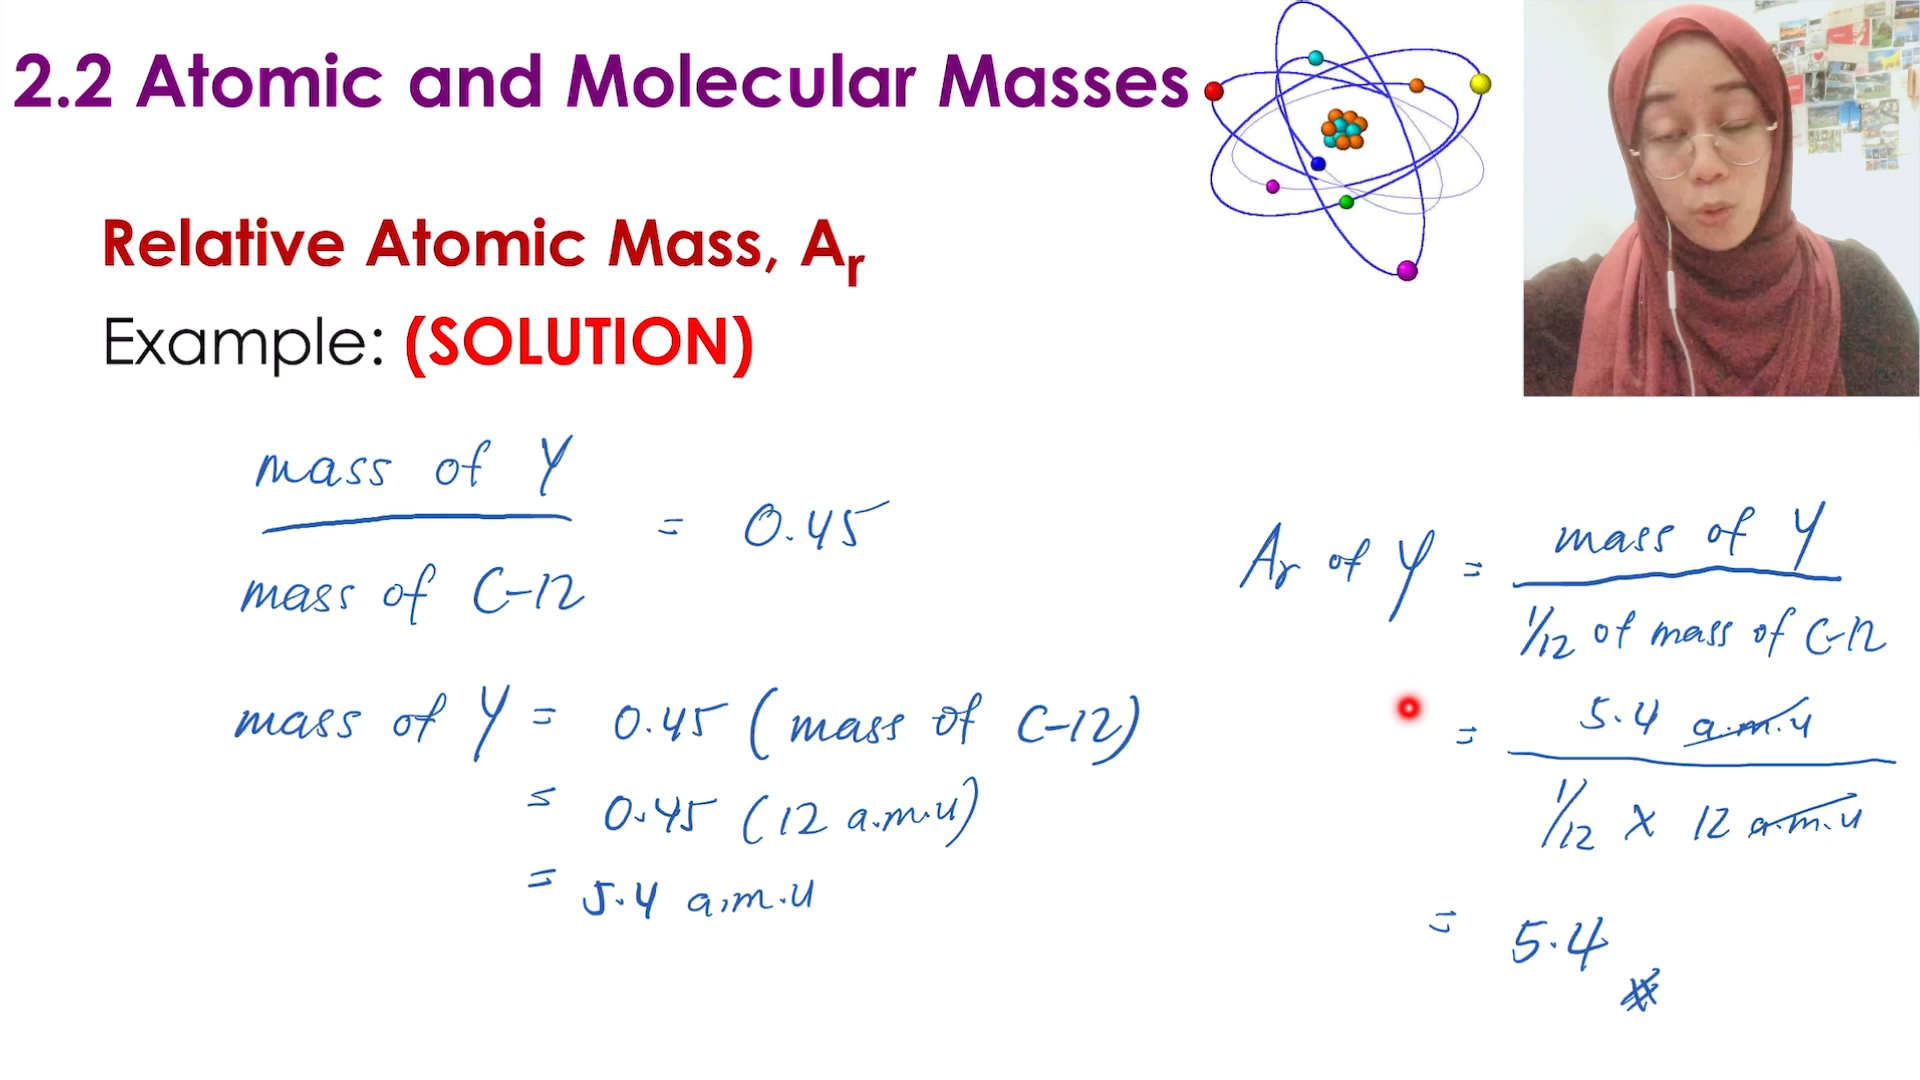 2.2 Atomic and Molecular Masses
Relative Atomic Mass, Ar
Example: (SOLUTION)
mass of Y
= 0.45
mass of C-12
mass of Y = 0.45 (mass of C-12)
= 0.45 (12 a.m.u)
= 5.4 a.m.u
Ar of Y = mass of Y
1/12 of mass of C-12
= 5.4 a.m.u
1/12 x 12 a.m.u
= 5.4